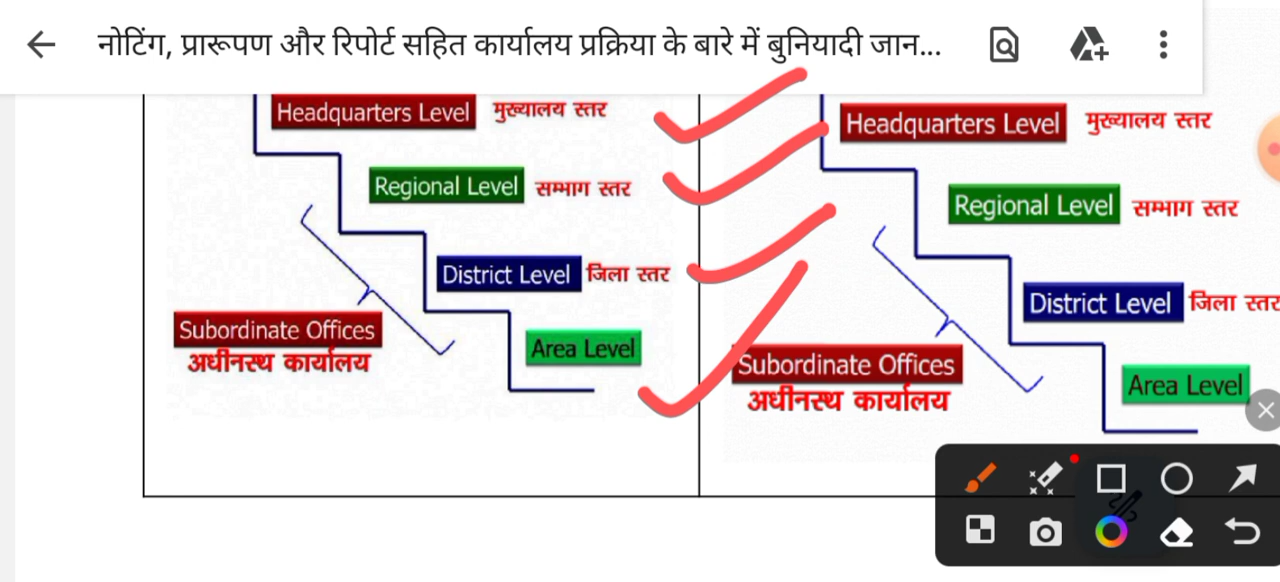 नोटिंग, प्रारूपण और रिपोर्ट सहित कार्यालय प्रक्रिया के बारे में बुनियादी जान...
Headquarters Level मुख्यालय स्तर
Regional Level सम्भाग स्तर
District Level जिला स्तर
Area Level
Subordinate Offices
अधीनस्थ कार्यालय
Headquarters Level मुख्यालय स्तर
Regional Level सम्भाग स्तर
District Level जिला स्तर
Area Level
Subordinate Offices
अधीनस्थ कार्यालय